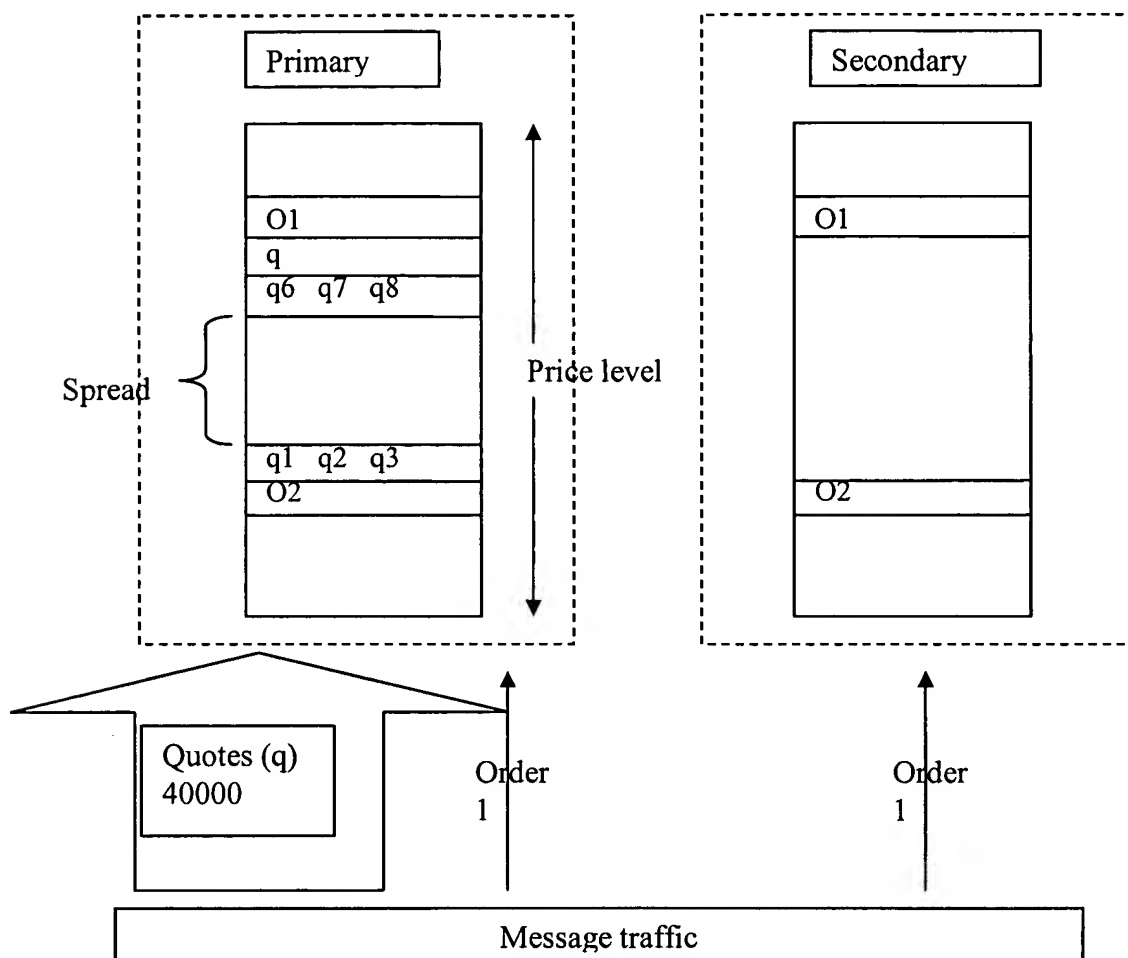 Primary
Secondary
O1
q
q6 q7 q8
Spread
q1 q2 q3
O2
Price level
O1
O2
Quotes (q)
40000
Order
1
Order
1
Message traffic